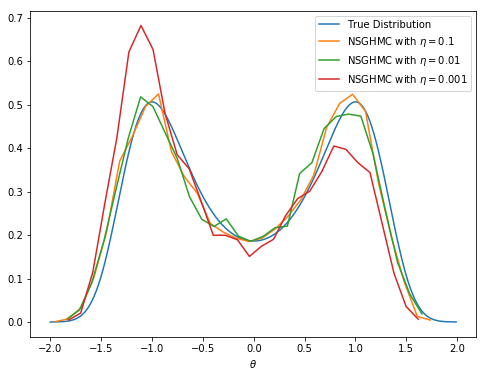 True Distribution
NSGHMC with η = 0.1
NSGHMC with η = 0.01
NSGHMC with η = 0.001
0.7
0.6
0.5
0.4
0.3
0.2
0.1
0.0
−2.0 −1.5 −1.0 −0.5 0.0 0.5 1.0 1.5 2.0
θ